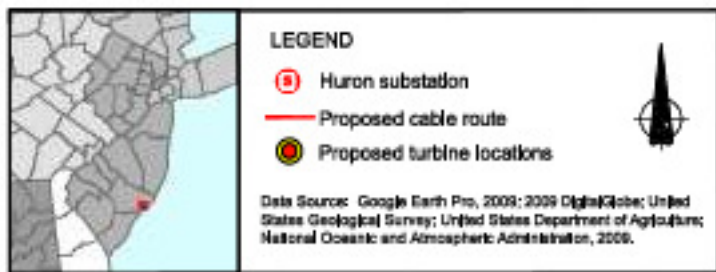 LEGEND
S Huron substation
Proposed cable route
Proposed turbine locations
Data Source: Google Earth Pro, 2009; 2009 DigitalGlobe; United
States Geological Survey; United States Department of Agriculture;
National Oceanic and Atmospheric Administration, 2009.